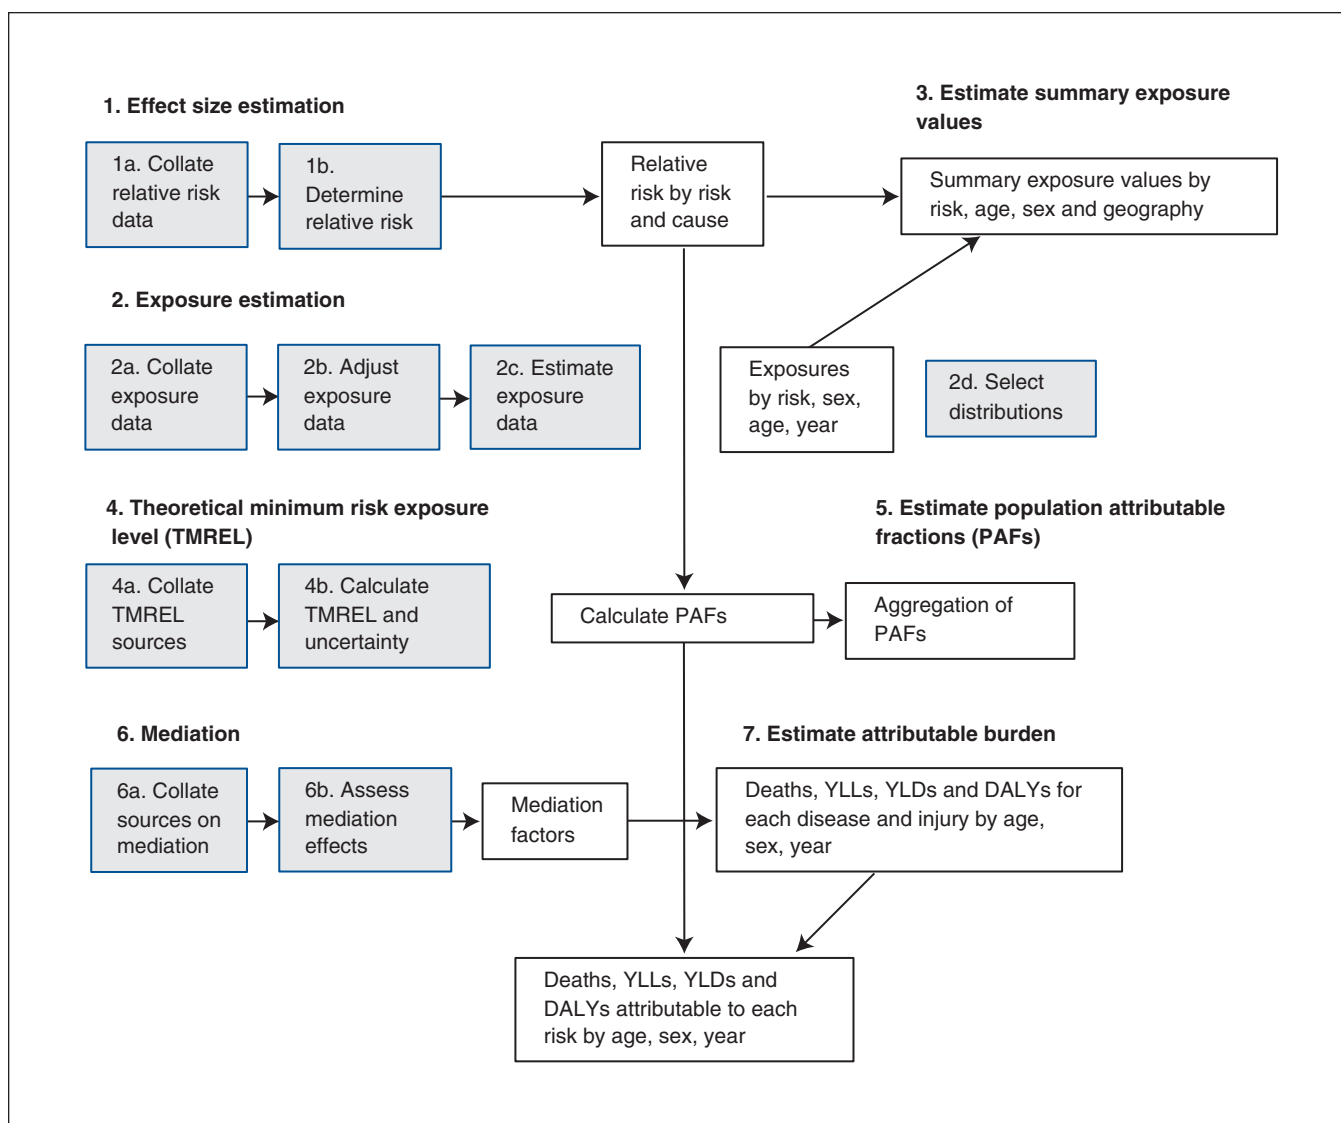 1. Effect size estimation
1a. Collate
relative risk
data
1b.
Determine
relative risk
Relative
risk by risk
and cause
3. Estimate summary exposure
values
Summary exposure values by
risk, age, sex and geography
2. Exposure estimation
2a. Collate
exposure
data
2b. Adjust
exposure
data
2c. Estimate
exposure
data
Exposures
by risk, sex,
age, year
2d. Select
distributions
4. Theoretical minimum risk exposure
level (TMREL)
4a. Collate
TMREL
sources
4b. Calculate
TMREL and
uncertainty
Calculate PAFs
5. Estimate population attributable
fractions (PAFs)
Aggregation of
PAFs
6. Mediation
6a. Collate
sources on
mediation
6b. Assess
mediation
effects
Mediation
factors
7. Estimate attributable burden
Deaths, YLLs, YLDs and DALYs for
each disease and injury by age,
sex, year
Deaths, YLLs, YLDs and
DALYs attributable to each
risk by age, sex, year